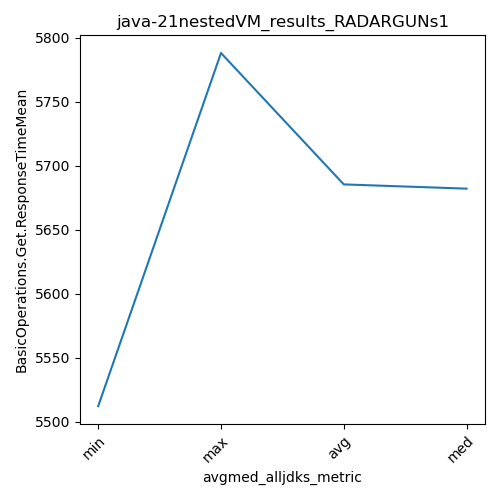 java-21nestedVM_results_RADARGUNs1
BasicOperations.Get.ResponseTimeMean
5800
5750
5700
5650
5600
5550
5500
min
max
avg
med
avgmed_alljdks_metric